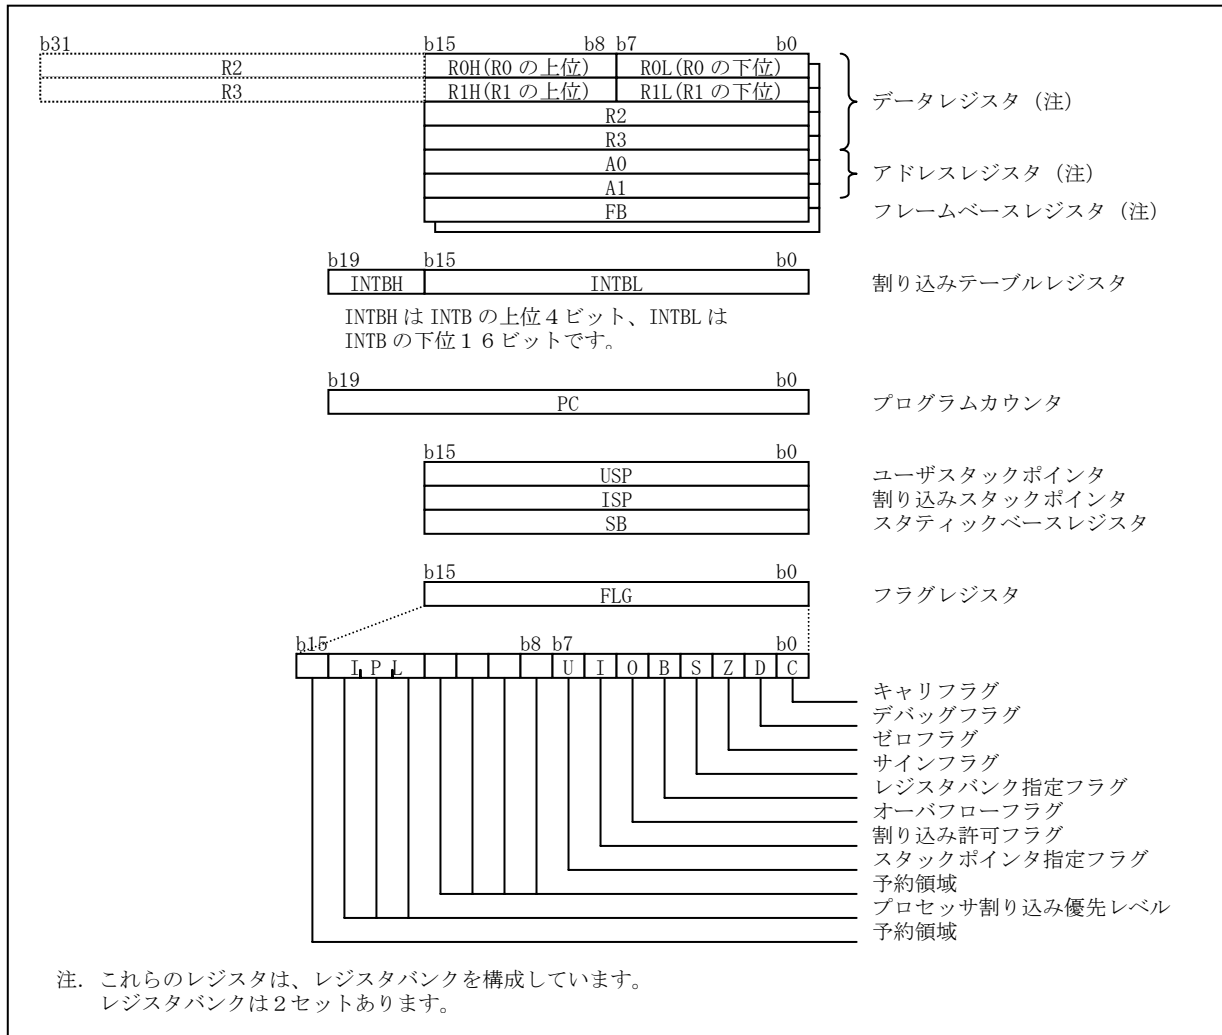 b31 b15 b8 b7 b0
R2 R0H(R0 の上位) R0L(R0 の下位)
R3 R1H(R1 の上位) R1L(R1 の下位)
データレジスタ (注)
R2
R3
A0
アドレスレジスタ (注)
A1
FB フレームベースレジスタ (注)
b19 b15 b0
INTBH INTBL 割り込みテーブルレジスタ
INTBH は INTB の上位4ビット、INTBL は
INTB の下位16ビットです。
b19 b0
PC プログラムカウンタ
b15 b0
USP ユーザスタックポインタ
ISP 割り込みスタックポインタ
SB スタティックベースレジスタ
b15 b0
FLG フラグレジスタ
b15 b8 b7 b0
IPL U I O B S Z D C
キャリフラグ
デバッグフラグ
ゼロフラグ
サインフラグ
レジスタバンク指定フラグ
オーバフローフラグ
割り込み許可フラグ
スタックポインタ指定フラグ
予約領域
プロセッサ割り込み優先レベル
予約領域
注. これらのレジスタは、レジスタバンクを構成しています。
レジスタバンクは2セットあります。